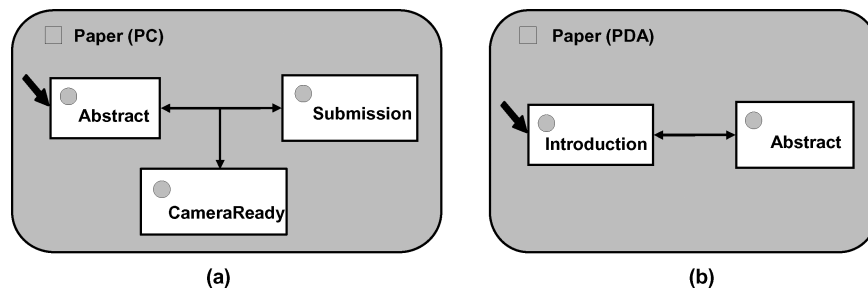 Paper (PC)
Abstract
Submission
CameraReady
(a)
Paper (PDA)
Introduction
Abstract
(b)